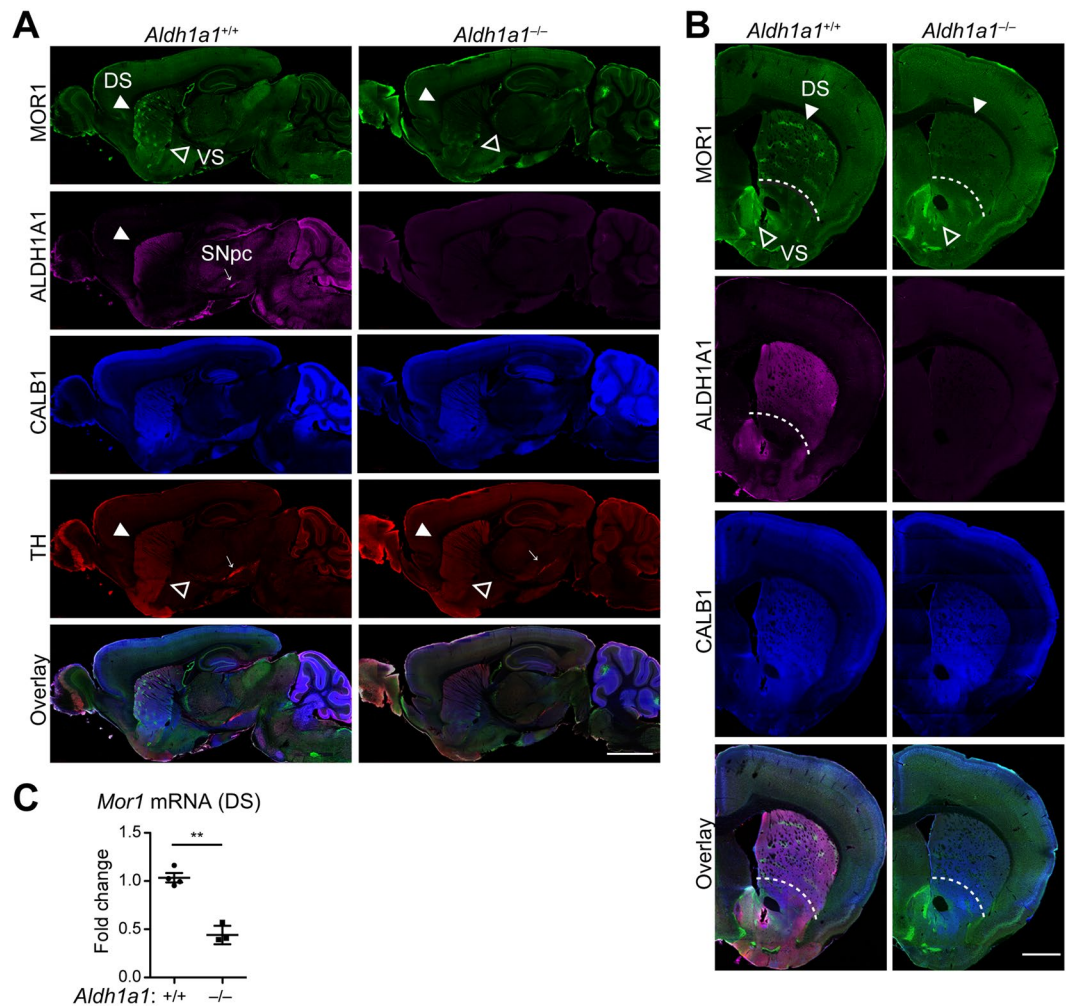 A
Aldh1a1+/+ Aldh1a1–/–
MOR1
DS
VS
ALDH1A1
SNpc
CALB1
TH
Overlay
B
Aldh1a1+/+ Aldh1a1–/–
MOR1
DS
VS
ALDH1A1
CALB1
Overlay
C
Mor1 mRNA (DS)
Fold change
1.5
1.0
0.5
0.0
**
Aldh1a1: +/+ –/–